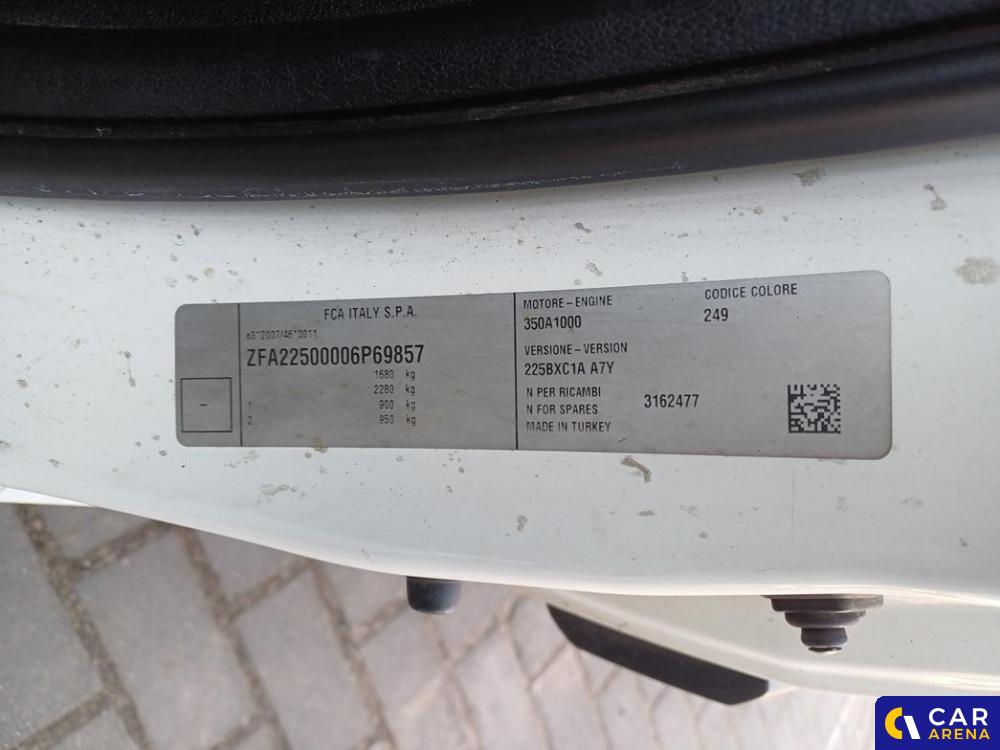 FCA ITALY S.P.A.
e3*2007/46*0011
ZFA22500006P69857
1680 kg
2280 kg
1 900 kg
2 950 kg
-
MOTORE-ENGINE
350A1000
CODICE COLORE
249
VERSIONE-VERSION
225BXC1A A7Y
N PER RICAMBI
N FOR SPARES
3162477
MADE IN TURKEY
CAR
ARENA